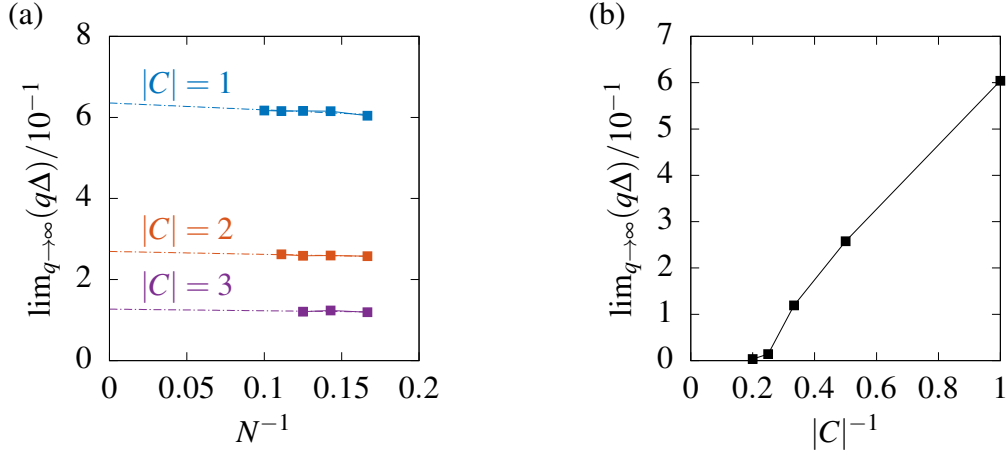 (a)
lim_{q→∞}(qΔ)/10⁻¹
8
6
4
2
0
|C| = 1
|C| = 2
|C| = 3
0 0.05 0.1 0.15 0.2
N⁻¹
(b)
lim_{q→∞}(qΔ)/10⁻¹
7
6
5
4
3
2
1
0
0 0.2 0.4 0.6 0.8 1
|C|⁻¹